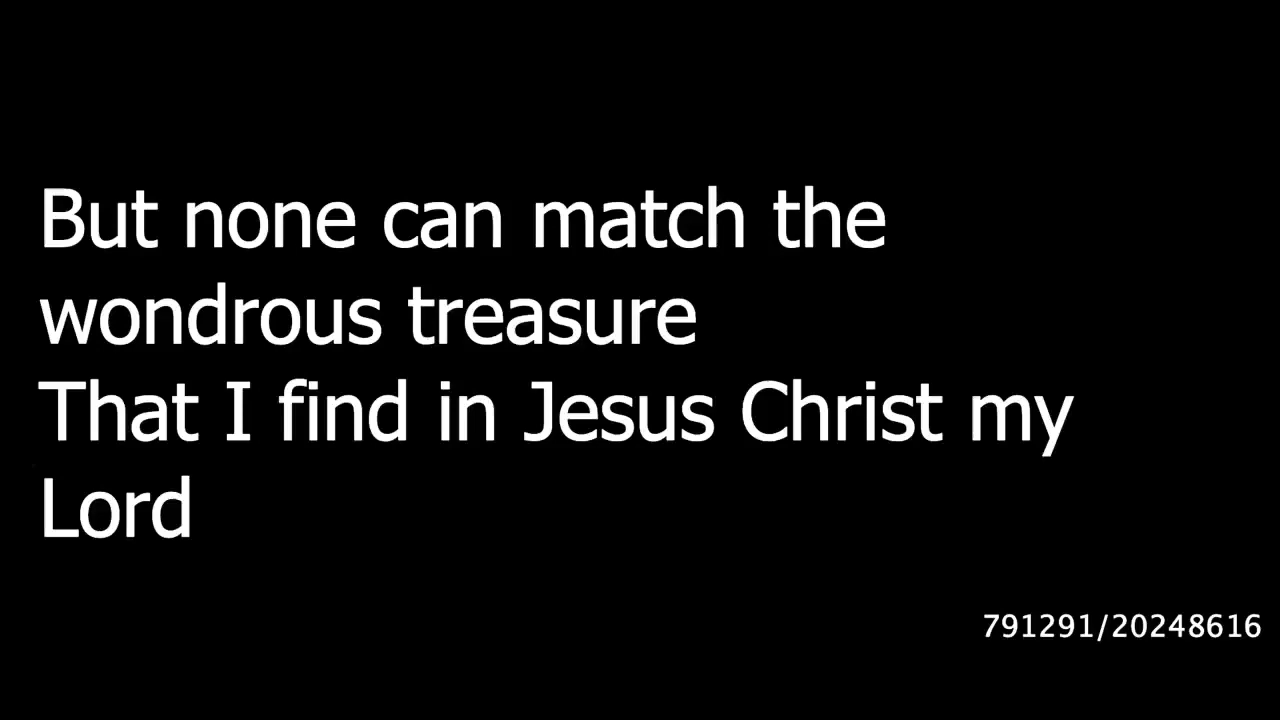 But none can match the
wondrous treasure
That I find in Jesus Christ my
Lord
791291/20248616